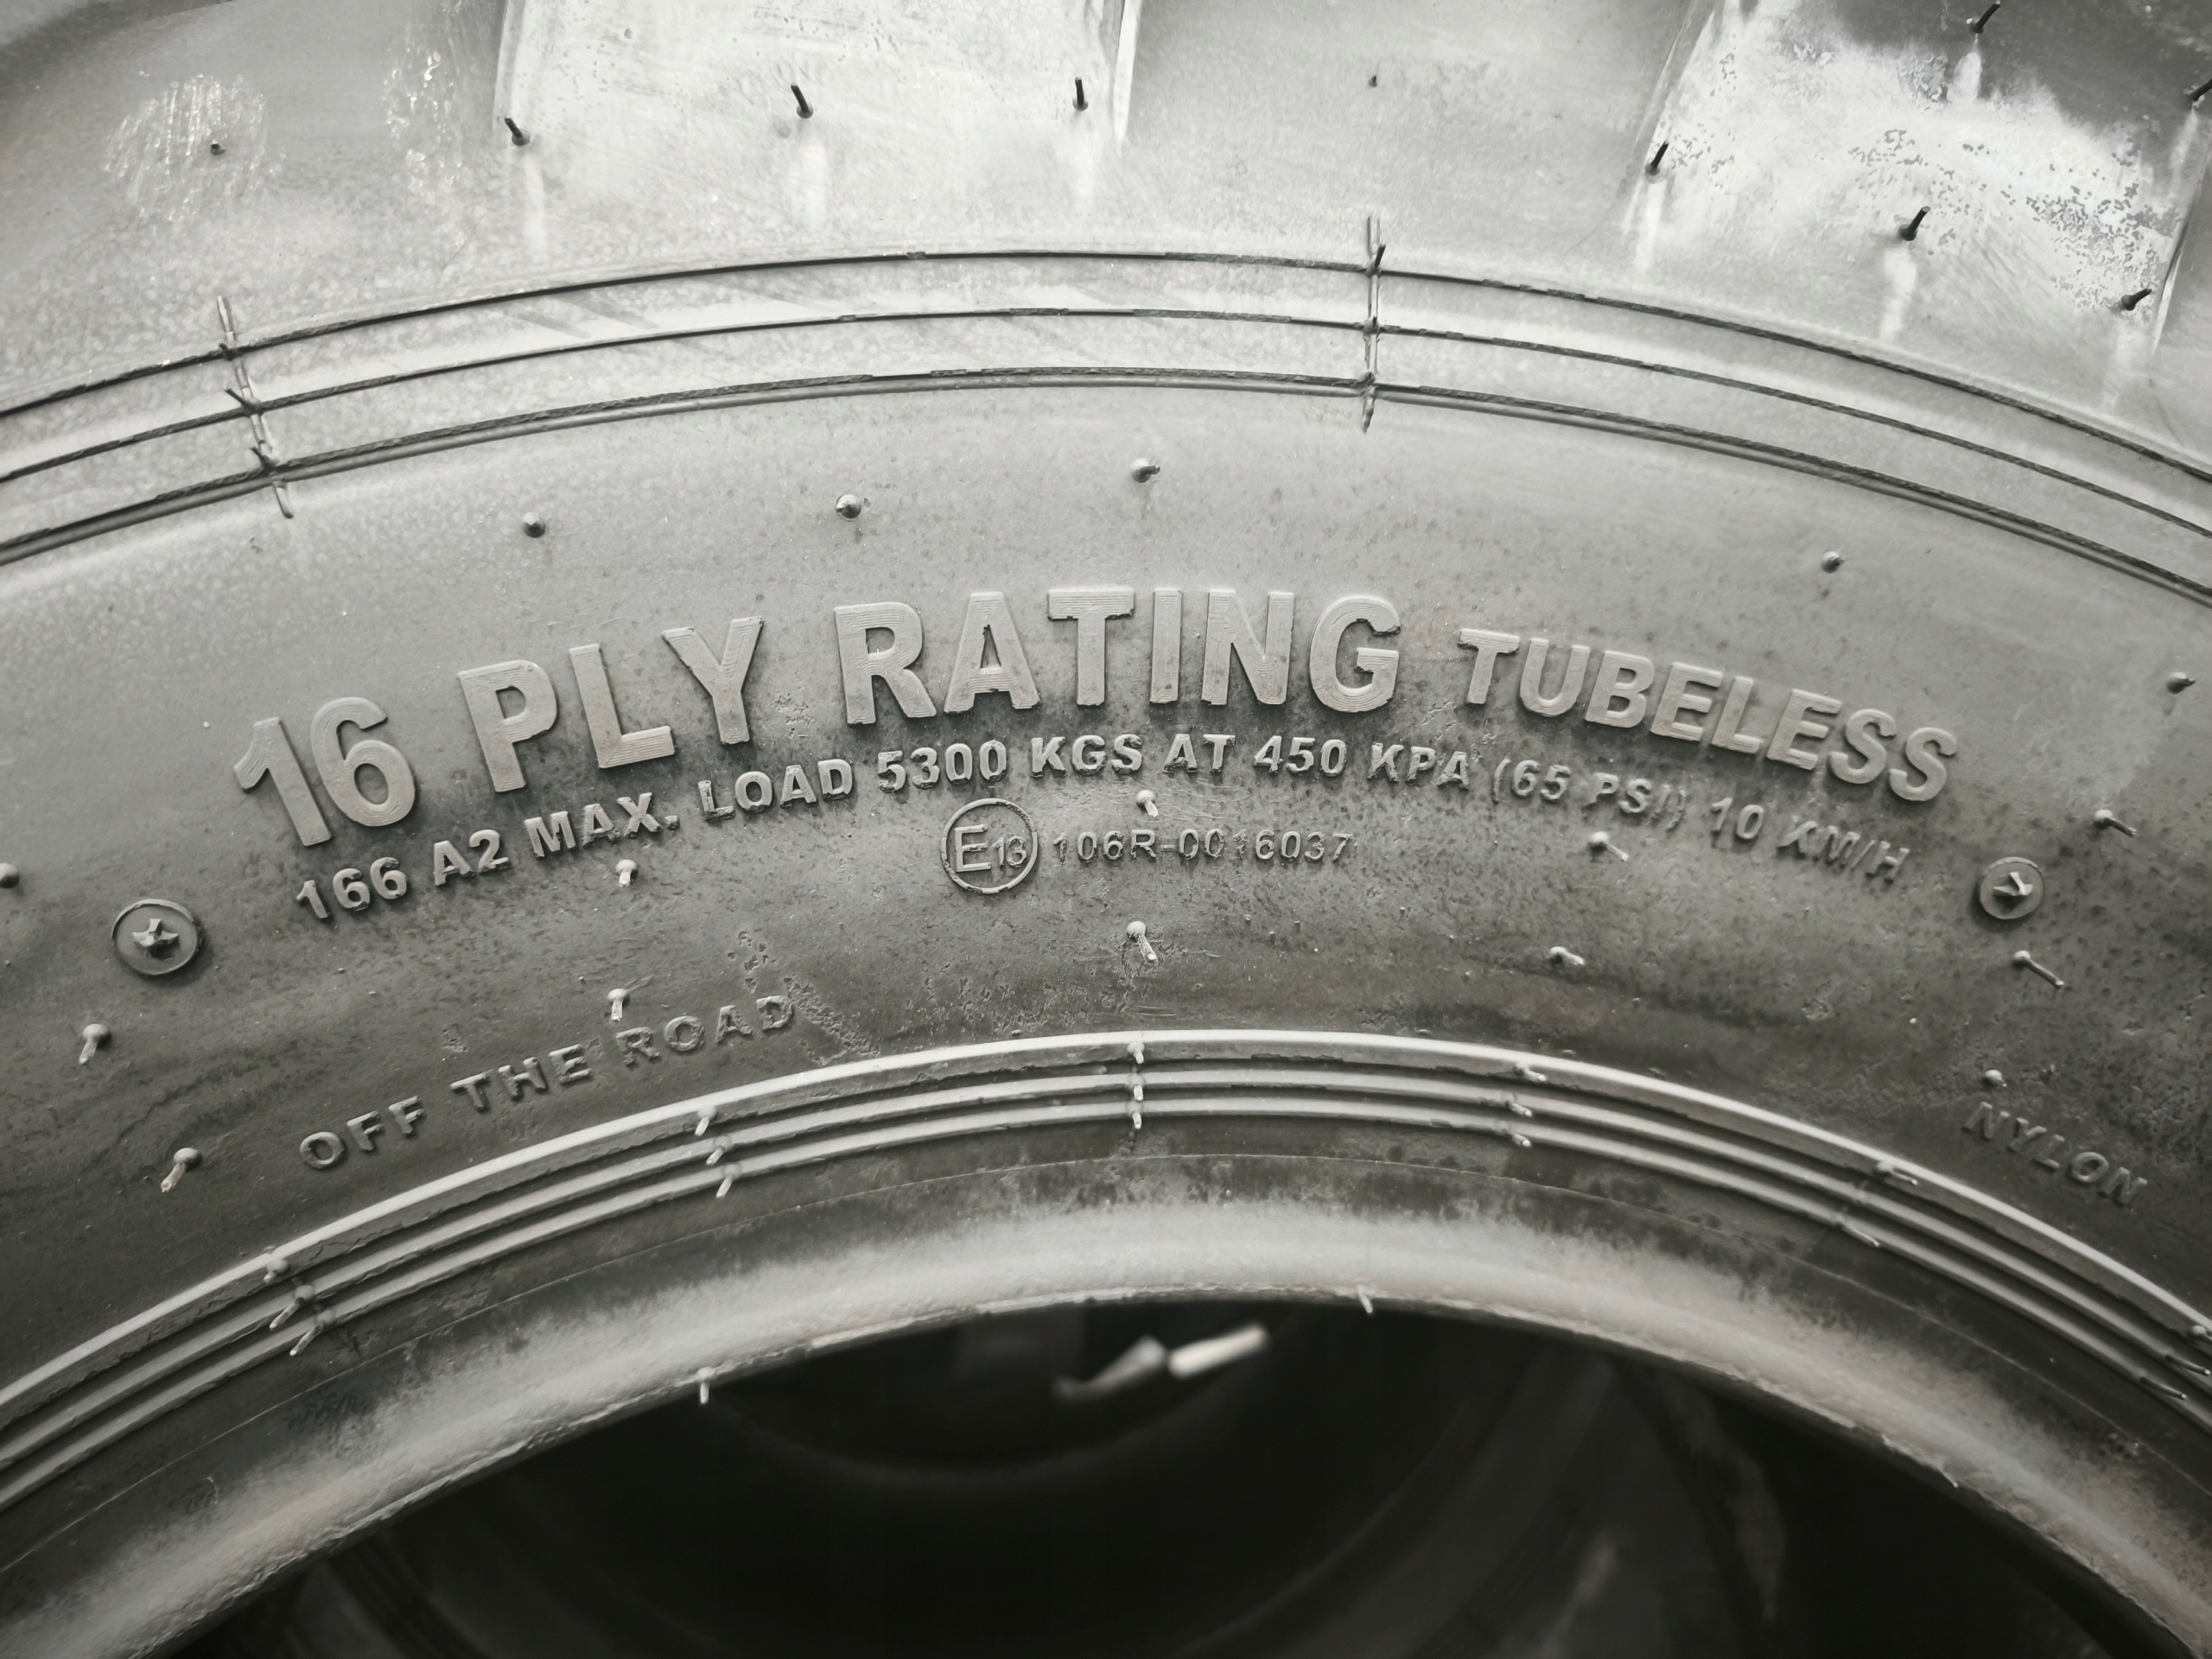 16 PLY RATING TUBELESS
166 A2 MAX. LOAD 5300 KGS AT 450 KPA (65 PSI) 10 KM/H
E13 106R-0016037
OFF THE ROAD
NYLON